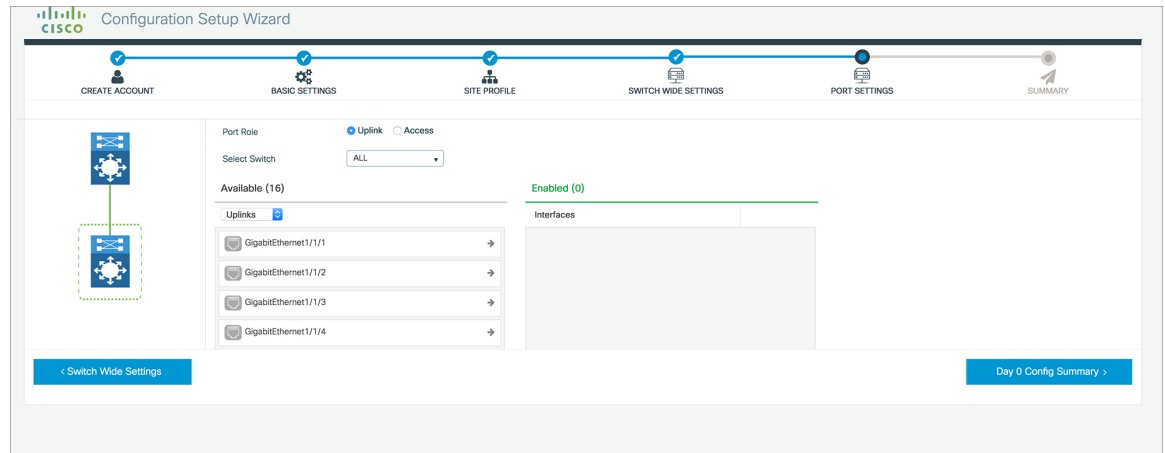 CISCO
Configuration Setup Wizard
CREATE ACCOUNT
BASIC SETTINGS
SITE PROFILE
SWITCH WIDE SETTINGS
PORT SETTINGS
SUMMARY
Port Role Uplink Access
Select Switch ALL
Available (16)
Uplinks
GigabitEthernet1/1/1
GigabitEthernet1/1/2
GigabitEthernet1/1/3
GigabitEthernet1/1/4
Enabled (0)
Interfaces
< Switch Wide Settings
Day 0 Config Summary >